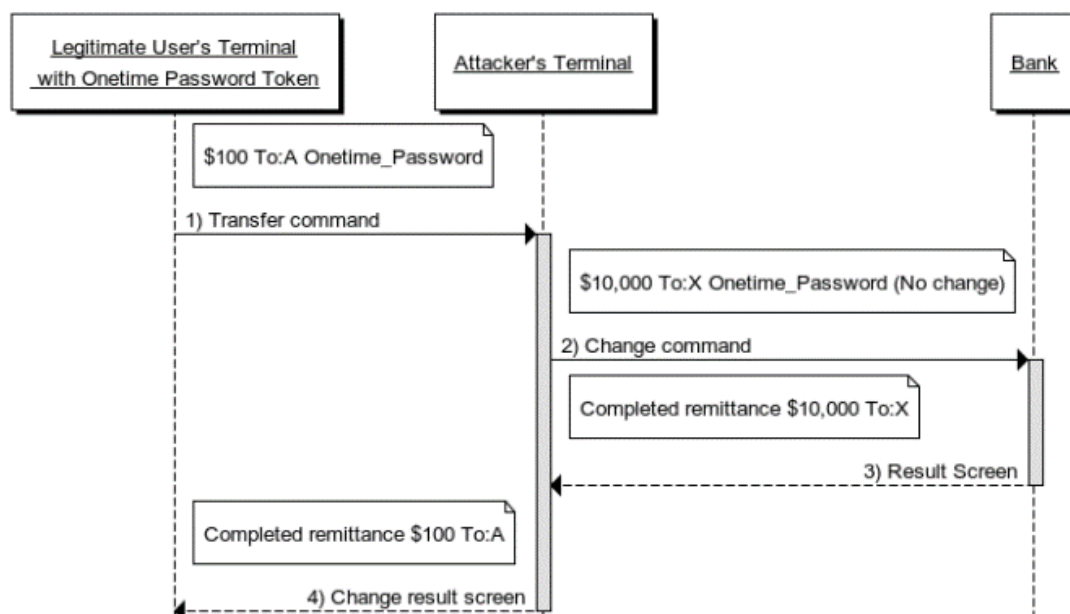 Legitimate User's Terminal
with Onetime Password Token
Attacker's Terminal
Bank
$100 To:A Onetime_Password
1) Transfer command
$10,000 To:X Onetime_Password (No change)
2) Change command
Completed remittance $10,000 To:X
3) Result Screen
Completed remittance $100 To:A
4) Change result screen